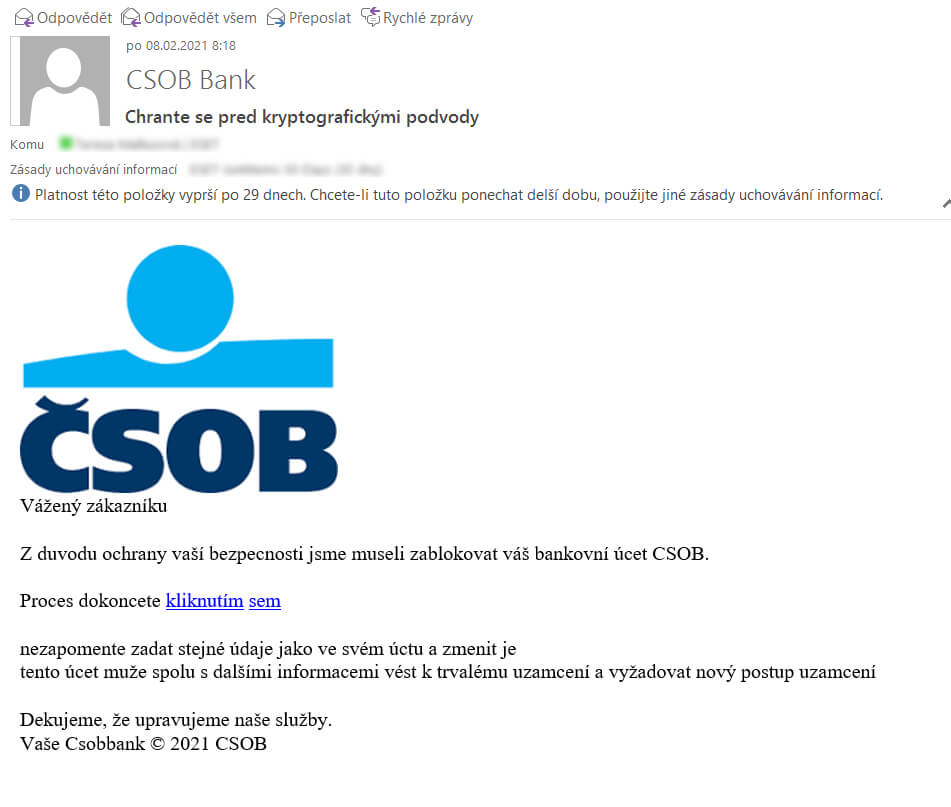 Odpovědět Odpovědět všem Přeposlat Rychlé zprávy
po 08.02.2021 8:18
CSOB Bank
Chrante se pred kryptografickými podvody
Komu
Zásady uchovávání informací
Platnost této položky vyprší po 29 dnech. Chcete-li tuto položku ponechat delší dobu, použijte jiné zásady uchovávání informací.
ČSOB
Vážený zákazníku
Z duvodu ochrany vaší bezpecnosti jsme museli zablokovat váš bankovní úcet CSOB.
Proces dokoncete kliknutím sem
nezapomente zadat stejné údaje jako ve svém úctu a zmenit je
tento úcet muže spolu s dalšími informacemi vést k trvalému uzamcení a vyžadovat nový postup uzamcení
Dekujeme, že upravujeme naše služby.
Vaše Csobbank © 2021 CSOB